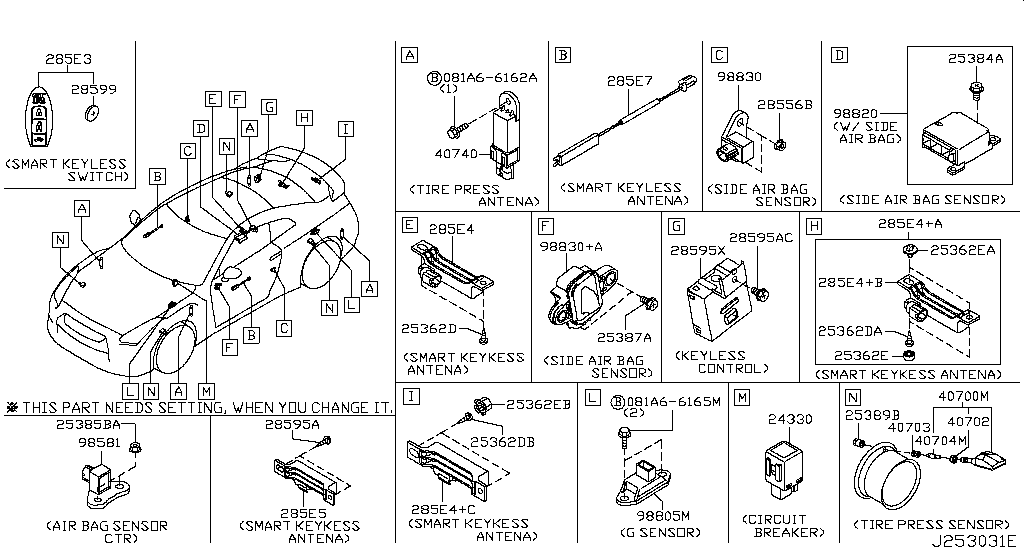 285E3
28599
(SMART KEYLESS
SWITCH)
E
F
A
G
D
N
H
I
C
B
A
N
A
L
N
C
B
F
L
N
A
M
※ THIS PART NEEDS SETTING, WHEN YOU CHANGE IT.
A
B081A6-6162A
(1)
40740
(TIRE PRESS
ANTENA)
B
285E7
(SMART KEYLESS
ANTENA)
C
98830
28556B
(SIDE AIR BAG
SENSOR)
D
25384A
98820
(W/ SIDE
AIR BAG)
(SIDE AIR BAG SENSOR)
E
285E4
25362D
(SMART KEYKESS
ANTENA)
F
98830+A
25387A
(SIDE AIR BAG
SENSOR)
G
28595AC
28595X
(KEYLESS
CONTROL)
H
285E4+A
25362EA
285E4+B
25362DA
25362E
(SMART KEYKESS ANTENA)
25385BA
98581
(AIR BAG SENSOR
CTR)
28595A
285E5
(SMART KEYKESS
ANTENA)
I
25362EB
25362DB
285E4+C
(SMART KEYKESS
ANTENA)
L
B081A6-6165M
(2)
98805M
(G SENSOR)
M
24330
(CIRCUIT
BREAKER)
N
40700M
25389B
40703
40702
40704M
(TIRE PRESS SENSOR)
J253031E